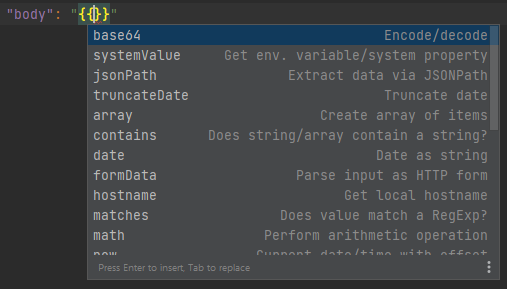 "body": "{{}}"
base64 Encode/decode
systemValue Get env. variable/system property
jsonPath Extract data via JSONPath
truncateDate Truncate date
array Create array of items
contains Does string/array contain a string?
date Date as string
formData Parse input as HTTP form
hostname Get local hostname
matches Does value match a RegExp?
math Perform arithmetic operation
now Current date/time with offset
Press Enter to insert, Tab to replace